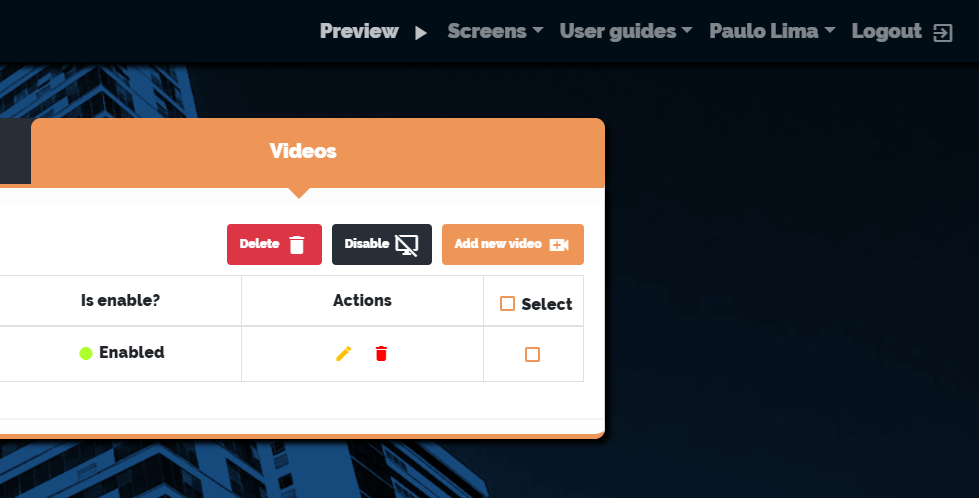 Preview Screens User guides Paulo Lima Logout
Videos
Delete Disable Add new video
Is enable? Actions Select
Enabled